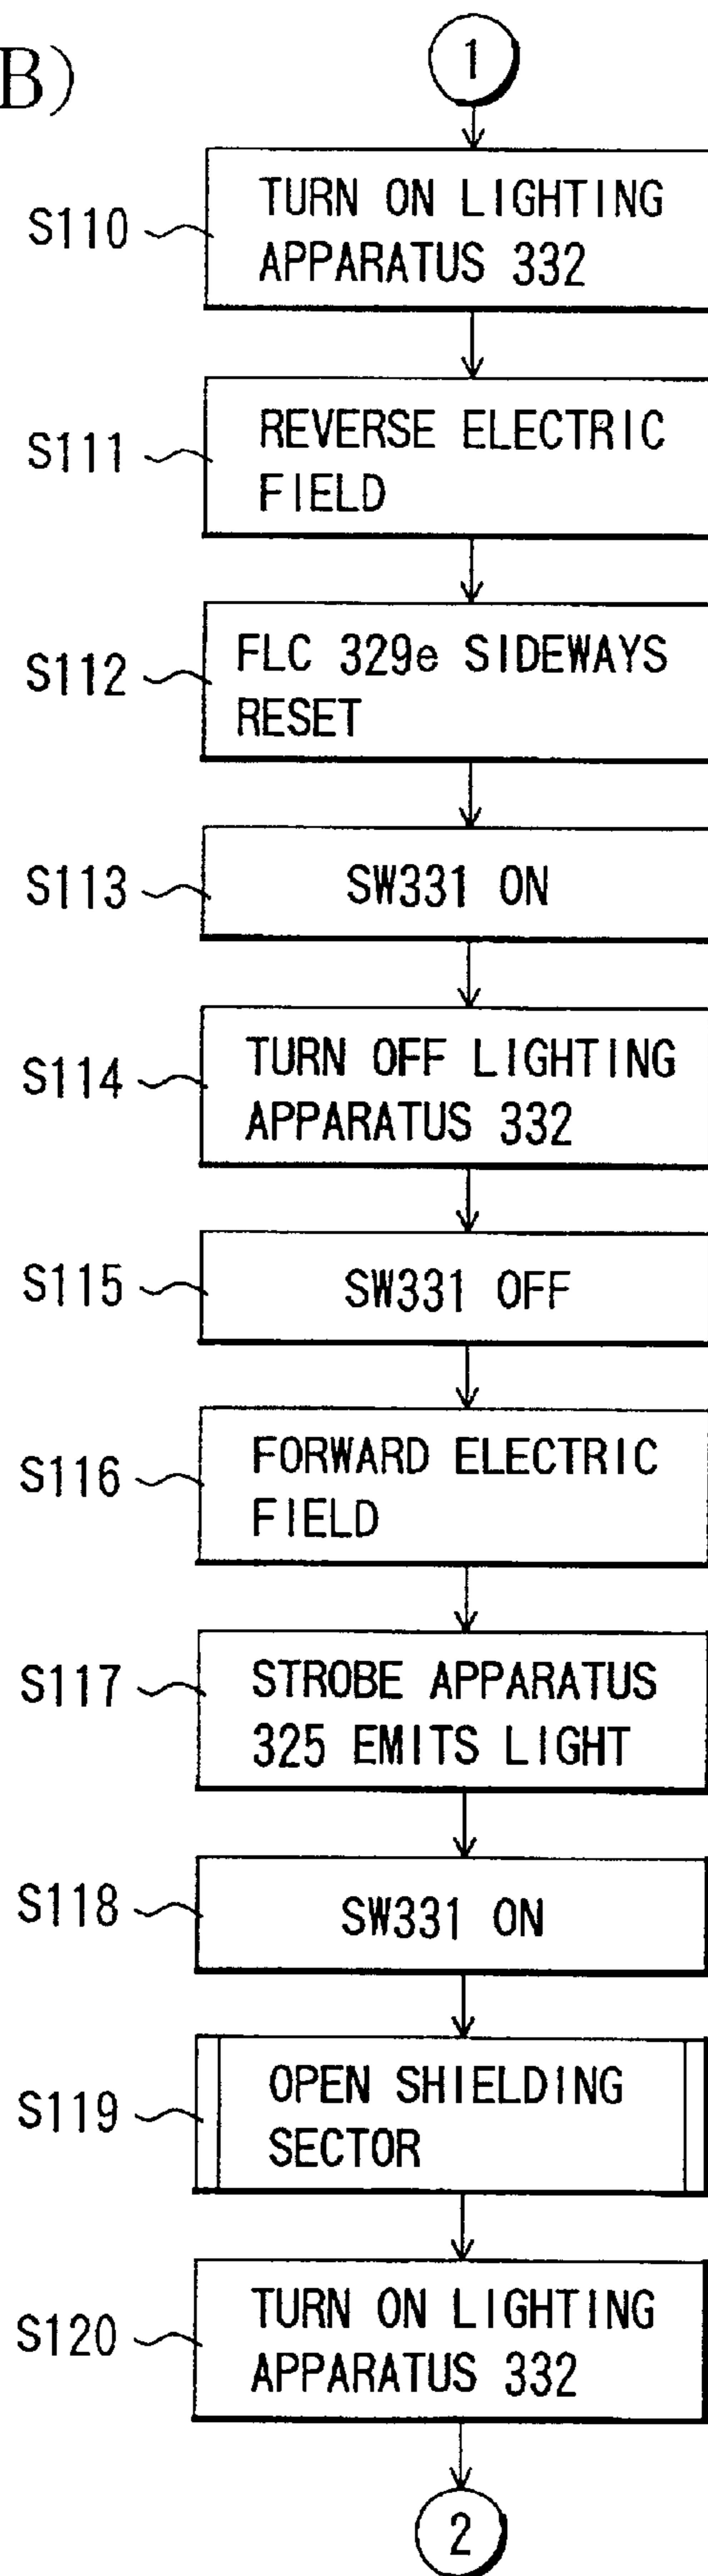 B)
1
S110
TURN ON LIGHTING
APPARATUS 332
S111
REVERSE ELECTRIC
FIELD
S112
FLC 329e SIDEWAYS
RESET
S113
SW331 ON
S114
TURN OFF LIGHTING
APPARATUS 332
S115
SW331 OFF
S116
FORWARD ELECTRIC
FIELD
S117
STROBE APPARATUS
325 EMITS LIGHT
S118
SW331 ON
S119
OPEN SHIELDING
SECTOR
S120
TURN ON LIGHTING
APPARATUS 332
2